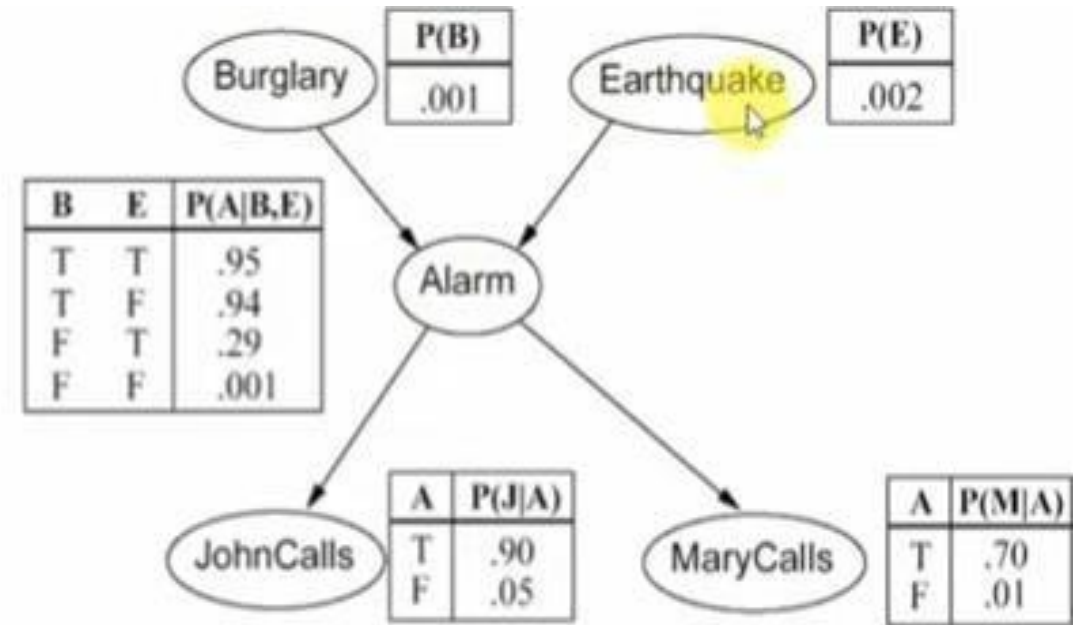 Burglary
P(B)
.001
Earthquake
P(E)
.002
B E P(A|B,E)
T T .95
T F .94
F T .29
F F .001
Alarm
JohnCalls
A P(J|A)
T .90
F .05
MaryCalls
A P(M|A)
T .70
F .01